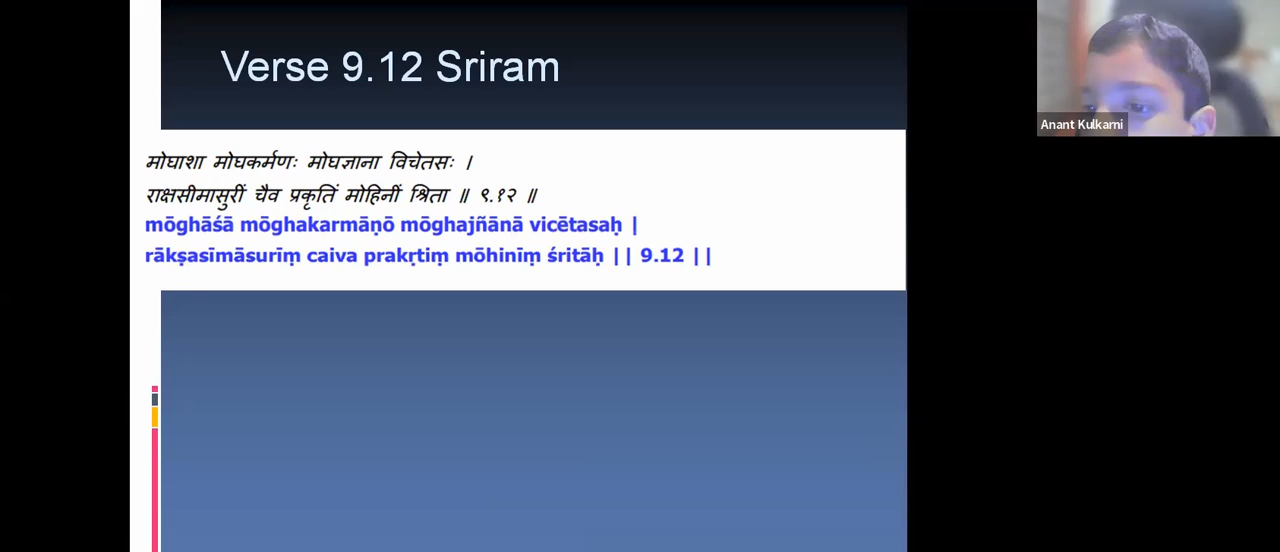 Verse 9.12 Sriram
मोघाशा मोघकर्मणः मोघज्ञाना विचेतसः ।
राक्षसीमासुरीं चैव प्रकृतिं मोहिनीं श्रिता ॥ ९.१२ ॥
mōghāśā mōghakarmāṇō mōghajñānā vicētasaḥ |
rākṣasīmāsurīṃ caiva prakṛtiṃ mōhinīṃ śritāḥ || 9.12 ||
Anant Kulkarni